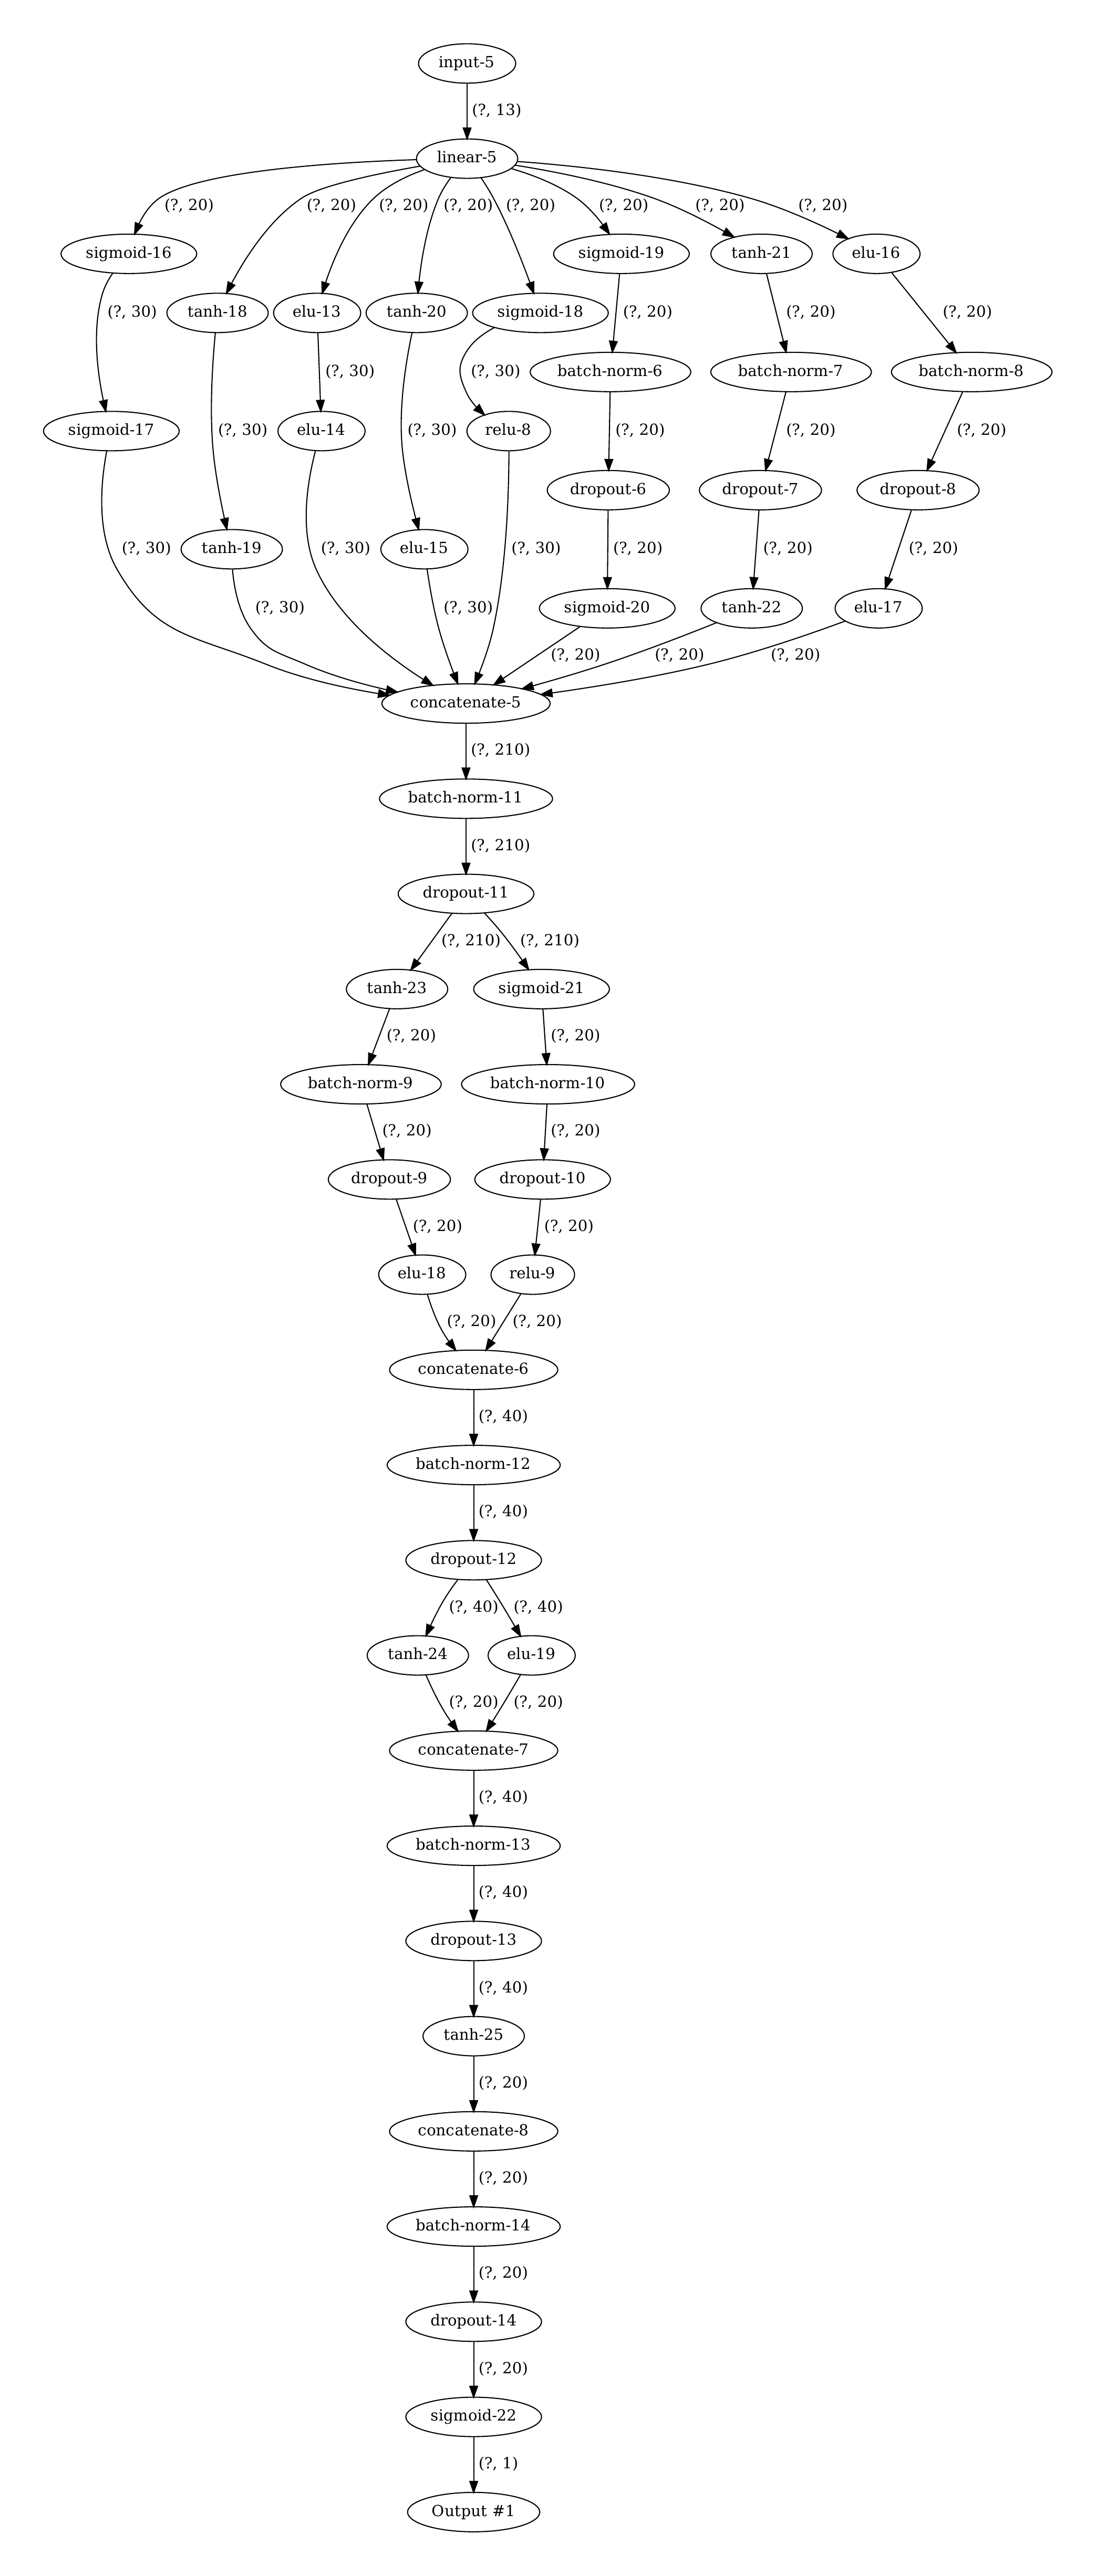 input-5
(?, 13)
linear-5
(?, 20) (?, 20) (?, 20) (?, 20) (?, 20) (?, 20) (?, 20) (?, 20)
sigmoid-16 sigmoid-19 tanh-21 elu-16
(?, 30) tanh-18 elu-13 tanh-20 sigmoid-18 (?, 20) (?, 20) (?, 20)
(?, 30) (?, 30) batch-norm-6 batch-norm-7 batch-norm-8
sigmoid-17 (?, 30) elu-14 (?, 30) relu-8 (?, 20) (?, 20) (?, 20)
dropout-6 dropout-7 dropout-8
(?, 30) tanh-19 (?, 30) elu-15 (?, 30) (?, 20) (?, 20) (?, 20)
(?, 30) (?, 30) sigmoid-20 tanh-22 elu-17
(?, 20) (?, 20) (?, 20)
concatenate-5
(?, 210)
batch-norm-11
(?, 210)
dropout-11
(?, 210) (?, 210)
tanh-23 sigmoid-21
(?, 20) (?, 20)
batch-norm-9 batch-norm-10
(?, 20) (?, 20)
dropout-9 dropout-10
(?, 20) (?, 20)
elu-18 relu-9
(?, 20) (?, 20)
concatenate-6
(?, 40)
batch-norm-12
(?, 40)
dropout-12
(?, 40) (?, 40)
tanh-24 elu-19
(?, 20) (?, 20)
concatenate-7
(?, 40)
batch-norm-13
(?, 40)
dropout-13
(?, 40)
tanh-25
(?, 20)
concatenate-8
(?, 20)
batch-norm-14
(?, 20)
dropout-14
(?, 20)
sigmoid-22
(?, 1)
Output #1